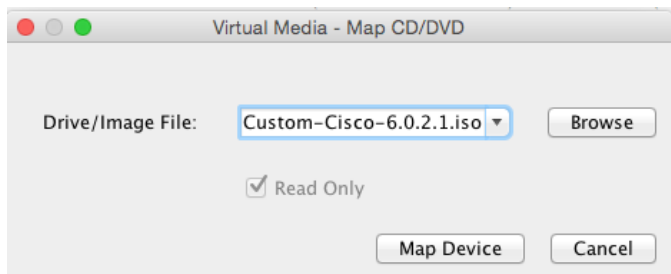 Virtual Media - Map CD/DVD
Drive/Image File: Custom-Cisco-6.0.2.1.iso Browse
Read Only
Map Device Cancel